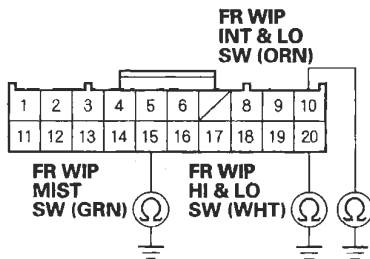 FR WIP
INT & LO
SW (ORN)
1 2 3 4 5 6 8 9 10
11 12 13 14 15 16 17 18 19 20
FR WIP
MIST
SW (GRN)
Ω
FR WIP
HI & LO
SW (WHT)
Ω Ω